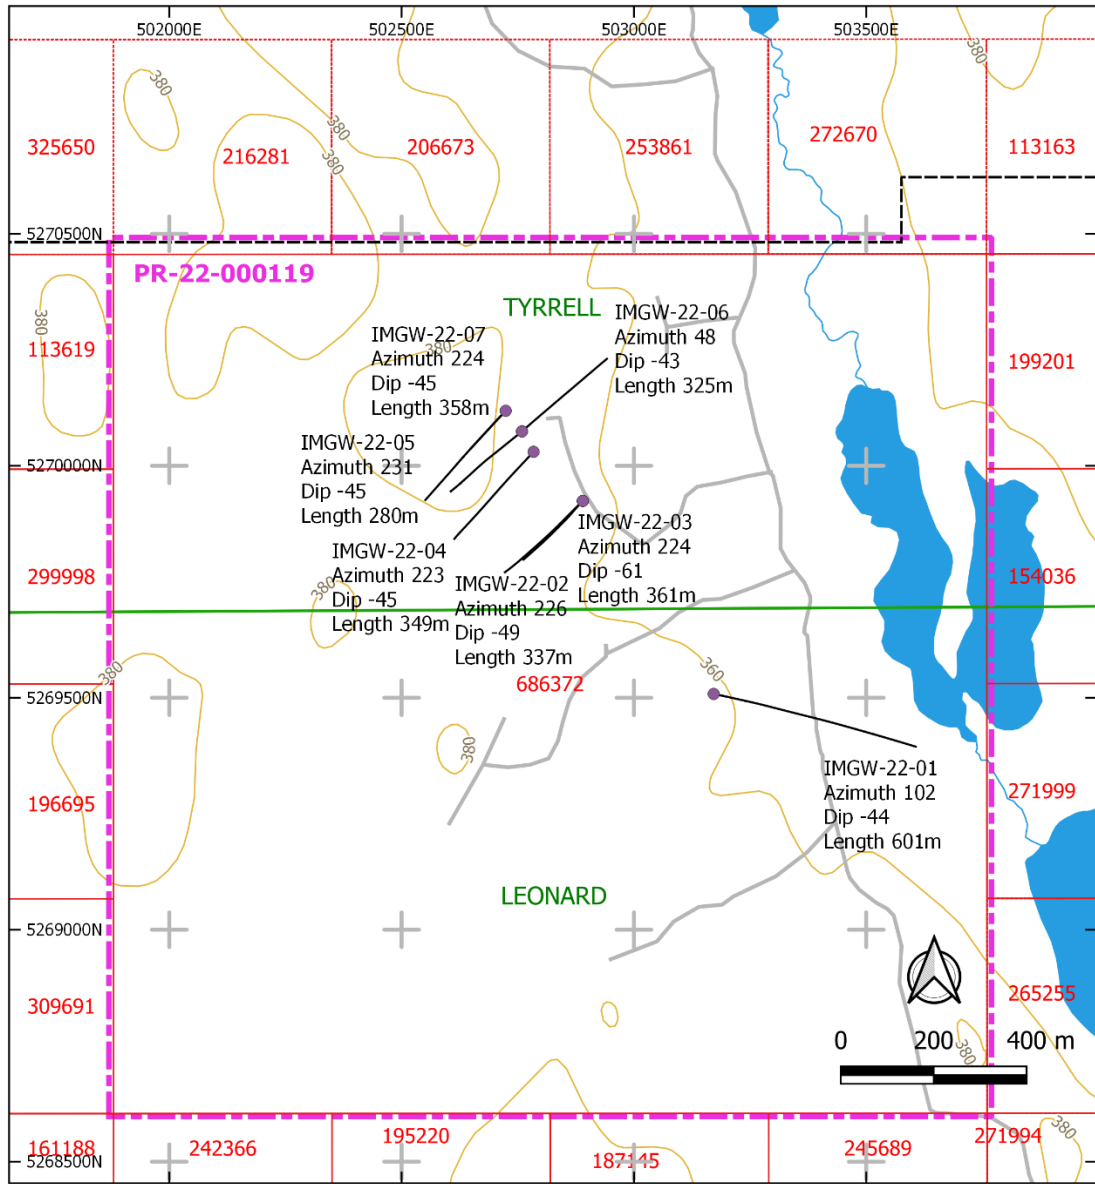 502000E
502500E
503000E
503500E
380
380
325650
216281
380
380
206673
253861
272670
113163
5270500N
PR-22-000119
TYRRELL
380
113619
380
IMGW-22-07
Azimuth 224
Dip -45
Length 358m
IMGW-22-06
Azimuth 48
Dip -43
Length 325m
199201
IMGW-22-05
Azimuth 231
Dip -45
Length 280m
5270000N
IMGW-22-04
Azimuth 223
Dip -45
Length 349m
IMGW-22-02
Azimuth 226
Dip -49
Length 337m
IMGW-22-03
Azimuth 224
Dip -61
Length 361m
299998
380
154036
380
686372
360
5269500N
380
IMGW-22-01
Azimuth 102
Dip -44
Length 601m
196695
271999
LEONARD
5269000N
309691
265255
0 200 400 m
380
380
161188
242366
195220
187145
245689
271994
5268500N